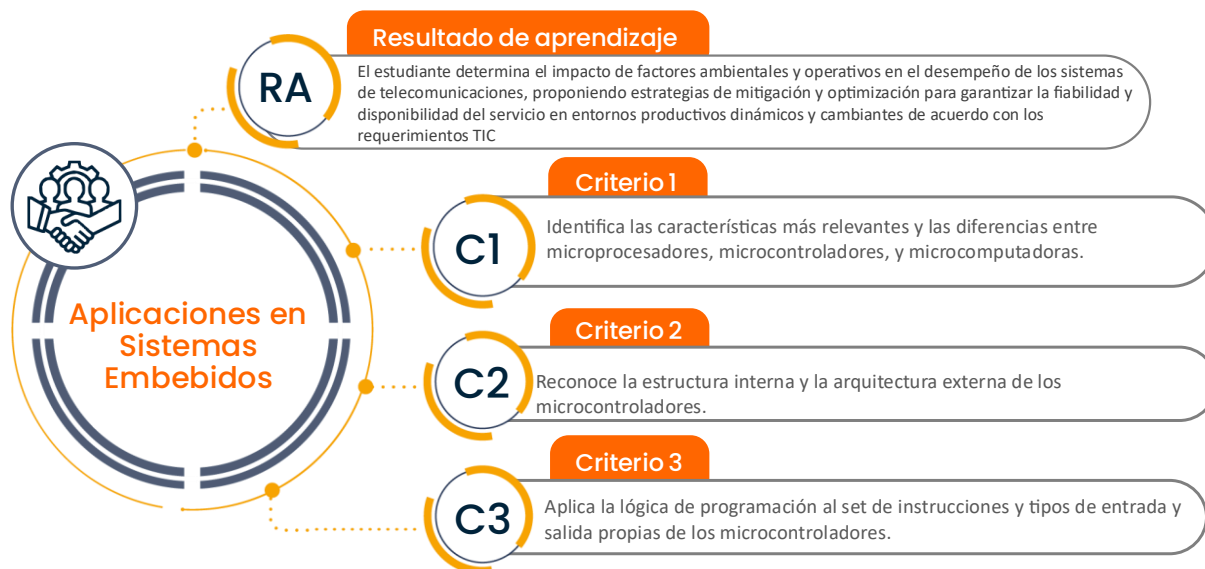 Resultado de aprendizaje
RA
El estudiante determina el impacto de factores ambientales y operativos en el desempeño de los sistemas
de telecomunicaciones, proponiendo estrategias de mitigación y optimización para garantizar la fiabilidad y
disponibilidad del servicio en entornos productivos dinámicos y cambiantes de acuerdo con los
requerimientos TIC
Aplicaciones en
Sistemas
Embebidos
Criterio 1
C1
Identifica las características más relevantes y las diferencias entre
microprocesadores, microcontroladores, y microcomputadoras.
Criterio 2
C2
Reconoce la estructura interna y la arquitectura externa de los
microcontroladores.
Criterio 3
C3
Aplica la lógica de programación al set de instrucciones y tipos de entrada y
salida propias de los microcontroladores.